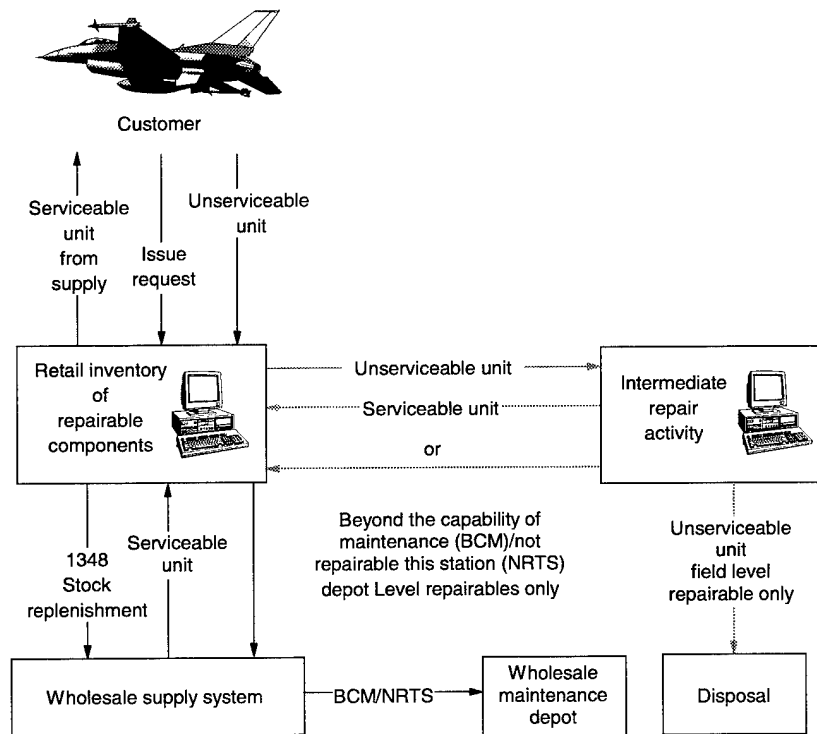 Customer
Serviceable
unit
from
supply
Issue
request
Unserviceable
unit
Retail inventory
of
repairable
components
Unserviceable unit
Serviceable unit
or
Intermediate
repair
activity
1348
Stock
replenishment
Serviceable
unit
Beyond the capability of
maintenance (BCM)/not
repairable this station (NRTS)
depot Level repairables only
Unserviceable
unit
field level
repairable only
Wholesale supply system
BCM/NRTS
Wholesale
maintenance
depot
Disposal